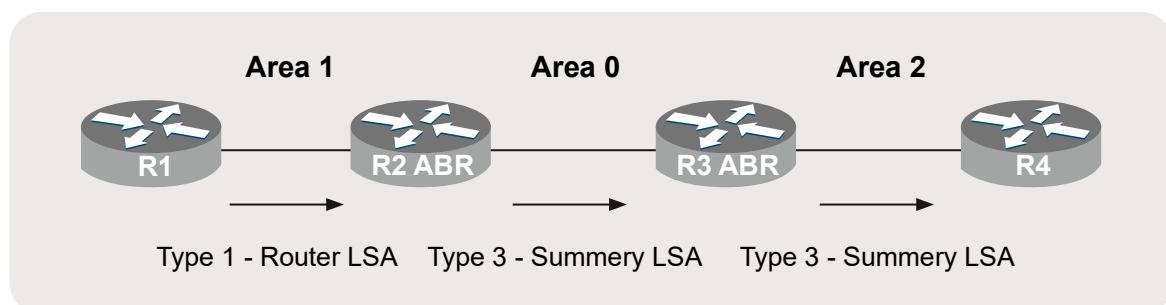 Area 1 Area 0 Area 2
R1 R2 ABR R3 ABR R4
Type 1 - Router LSA Type 3 - Summery LSA Type 3 - Summery LSA